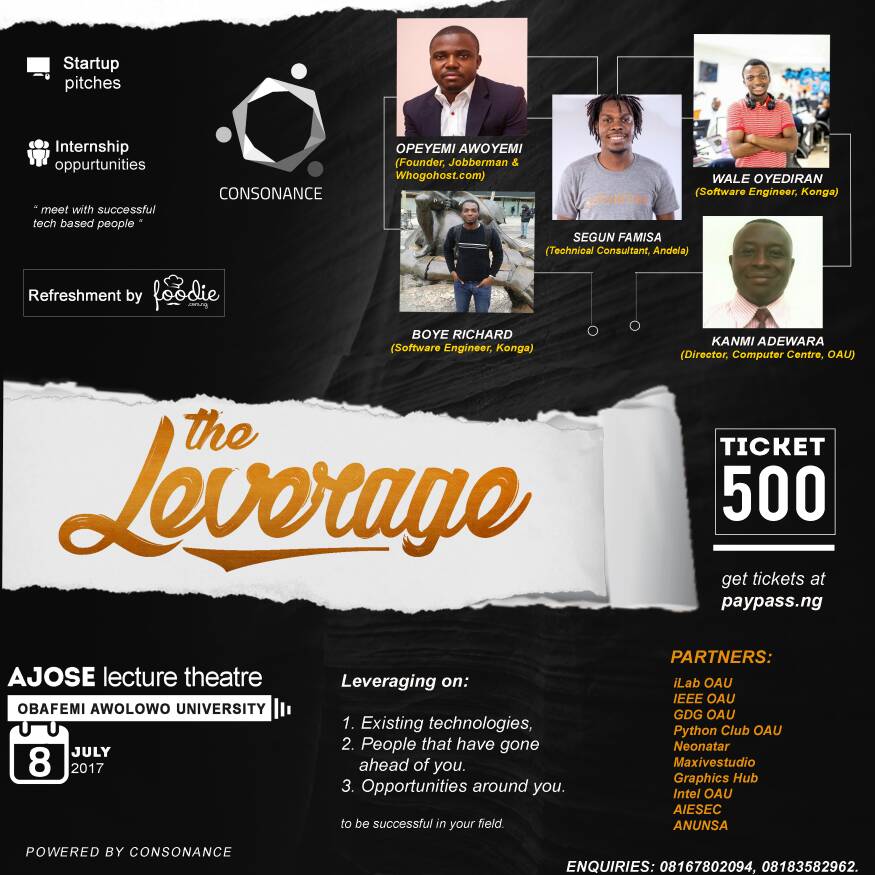 Startup
pitches
Internship
oppurtunities
“ meet with successful
tech based people “
Refreshment by foodie
.com.ng
CONSONANCE
OPEYEMI AWOYEMI
(Founder, Jobberman &
Whogohost.com)
SEGUN FAMISA
(Technical Consultant, Andela)
WALE OYEDIRAN
(Software Engineer, Konga)
BOYE RICHARD
(Software Engineer, Konga)
KANMI ADEWARA
(Director, Computer Centre, OAU)
the
Leverage
TICKET
500
get tickets at
paypass.ng
AJOSE lecture theatre
OBAFEMI AWOLOWO UNIVERSITY
8 JULY
2017
Leveraging on:
1. Existing technologies,
2. People that have gone
ahead of you.
3. Opportunities around you.
to be successful in your field.
PARTNERS:
iLab OAU
IEEE OAU
GDG OAU
Python Club OAU
Neonatar
Maxivestudio
Graphics Hub
Intel OAU
AIESEC
ANUNSA
POWERED BY CONSONANCE
ENQUIRIES: 08167802094, 08183582962.